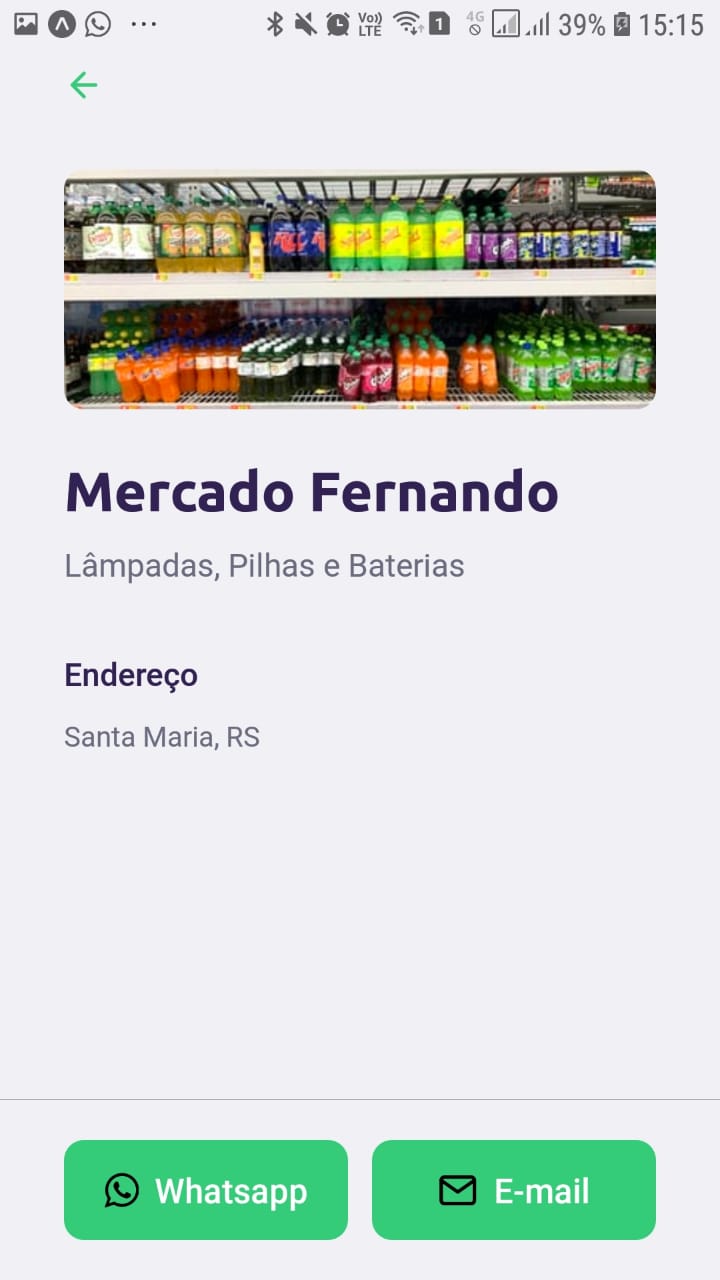 Vo)) LTE 1 4G 39% 15:15
Mercado Fernando
Lâmpadas, Pilhas e Baterias
Endereço
Santa Maria, RS
Whatsapp E-mail